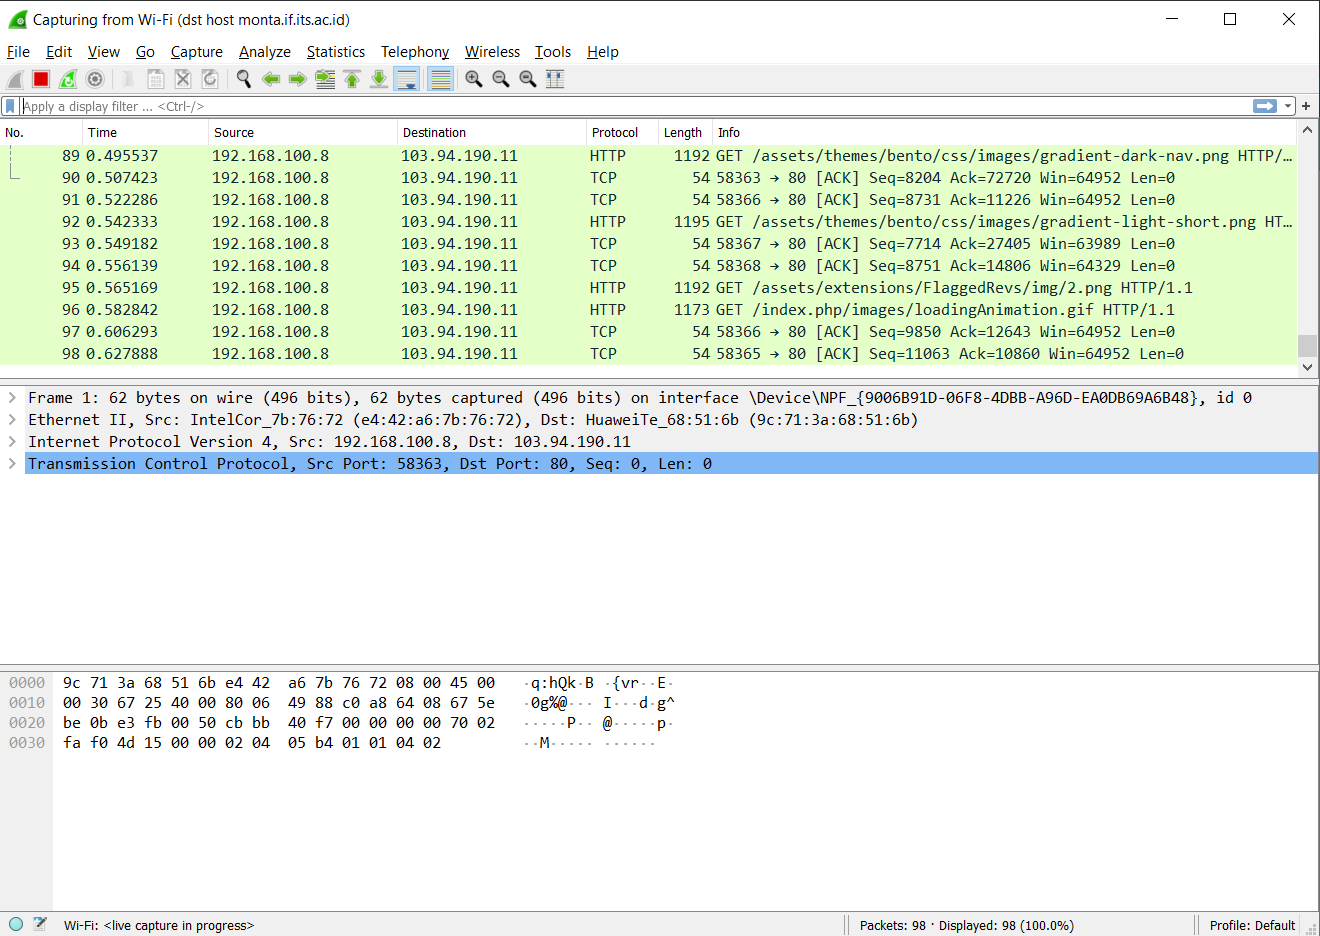 Capturing from Wi-Fi (dst host monta.if.its.ac.id)
File Edit View Go Capture Analyze Statistics Telephony Wireless Tools Help
Apply a display filter ... <Ctrl-/>
No. Time Source Destination Protocol Length Info
89 0.495537 192.168.100.8 103.94.190.11 HTTP 1192 GET /assets/themes/bento/css/images/gradient-dark-nav.png HTTP/…
90 0.507423 192.168.100.8 103.94.190.11 TCP 54 58363 → 80 [ACK] Seq=8204 Ack=72720 Win=64952 Len=0
91 0.522286 192.168.100.8 103.94.190.11 TCP 54 58366 → 80 [ACK] Seq=8731 Ack=11226 Win=64952 Len=0
92 0.542333 192.168.100.8 103.94.190.11 HTTP 1195 GET /assets/themes/bento/css/images/gradient-light-short.png HT…
93 0.549182 192.168.100.8 103.94.190.11 TCP 54 58367 → 80 [ACK] Seq=7714 Ack=27405 Win=63989 Len=0
94 0.556139 192.168.100.8 103.94.190.11 TCP 54 58368 → 80 [ACK] Seq=8751 Ack=14806 Win=64329 Len=0
95 0.565169 192.168.100.8 103.94.190.11 HTTP 1192 GET /assets/extensions/FlaggedRevs/img/2.png HTTP/1.1
96 0.582842 192.168.100.8 103.94.190.11 HTTP 1173 GET /index.php/images/loadingAnimation.gif HTTP/1.1
97 0.606293 192.168.100.8 103.94.190.11 TCP 54 58366 → 80 [ACK] Seq=9850 Ack=12643 Win=64952 Len=0
98 0.627888 192.168.100.8 103.94.190.11 TCP 54 58365 → 80 [ACK] Seq=11063 Ack=10860 Win=64952 Len=0
Frame 1: 62 bytes on wire (496 bits), 62 bytes captured (496 bits) on interface \Device\NPF_{9006B91D-06F8-4DBB-A96D-EA0DB69A6B48}, id 0
Ethernet II, Src: IntelCor_7b:76:72 (e4:42:a6:7b:76:72), Dst: HuaweiTe_68:51:6b (9c:71:3a:68:51:6b)
Internet Protocol Version 4, Src: 192.168.100.8, Dst: 103.94.190.11
Transmission Control Protocol, Src Port: 58363, Dst Port: 80, Seq: 0, Len: 0
0000 9c 71 3a 68 51 6b e4 42 a6 7b 76 72 08 00 45 00 ·q:hQk·B ·{vr··E·
0010 00 30 67 25 40 00 80 06 49 88 c0 a8 64 08 67 5e ·0g%@··· I···d·g^
0020 be 0b e3 fb 00 50 cb bb 40 f7 00 00 00 00 70 02 ·····P·· @·····p·
0030 fa f0 4d 15 00 00 02 04 05 b4 01 01 04 02 ··M····· ······
Wi-Fi: <live capture in progress> Packets: 98 · Displayed: 98 (100.0%) Profile: Default